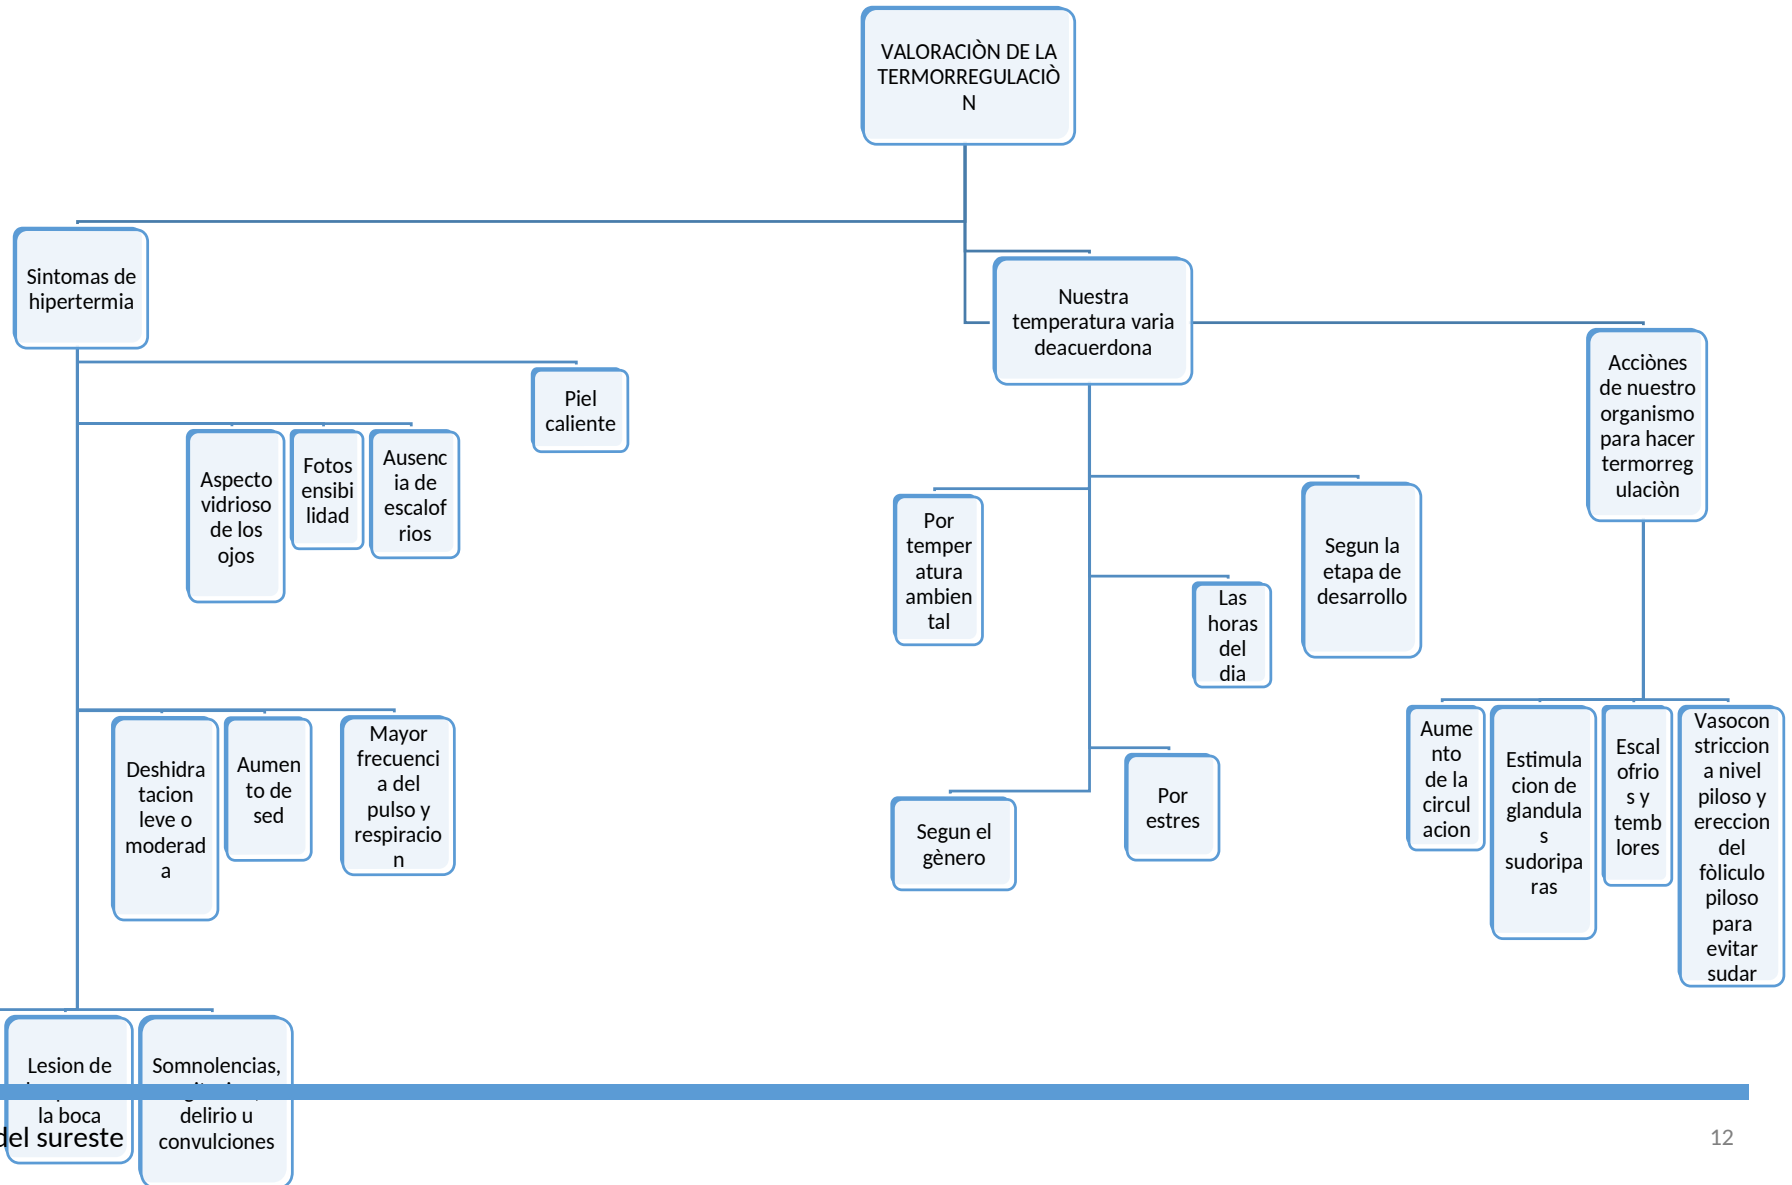 VALORACIÒN DE LA
TERMORREGULACIÒ
N
Sintomas de
hipertermia
Nuestra
temperatura varia
deacuerdona
Acciònes
de nuestro
organismo
para hacer
termorreg
ulaciòn
Piel
caliente
Aspecto
vidrioso
de los
ojos
Fotos
ensibi
lidad
Ausenc
ia de
escalof
rios
Por
temper
atura
ambien
tal
Las
horas
del
dia
Segun la
etapa de
desarrollo
Deshidra
tacion
leve o
moderad
a
Aumen
to de
sed
Mayor
frecuenci
a del
pulso y
respiracio
n
Segun el
gènero
Por
estres
Aume
nto
de la
circul
acion
Estimula
cion de
glandula
s
sudoripa
ras
Escal
ofrio
s y
temb
lores
Vasocon
striccion
a nivel
piloso y
ereccion
del
fòliculo
piloso
para
evitar
sudar
Lesion de
la boca
Somnolencias,
delirio u
convulciones
del sureste
12